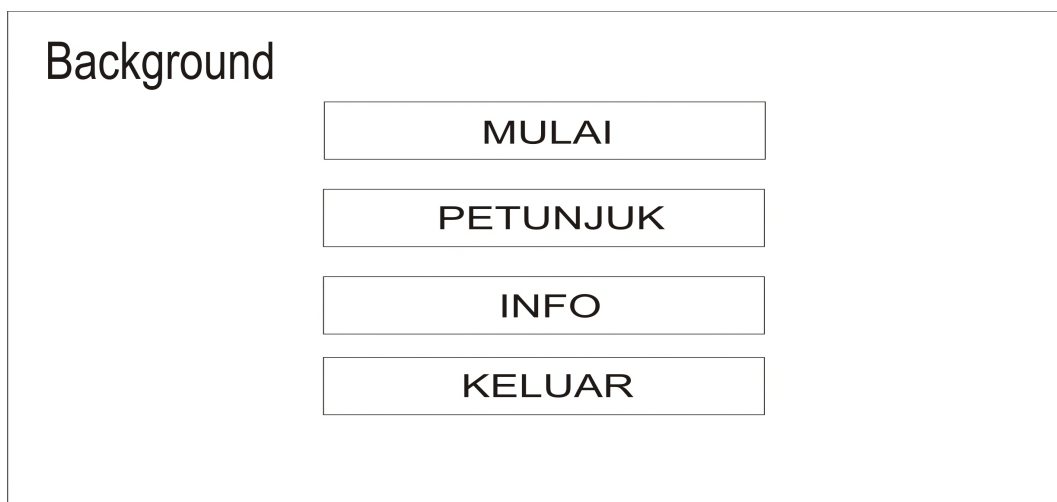 Background
MULAI
PETUNJUK
INFO
KELUAR